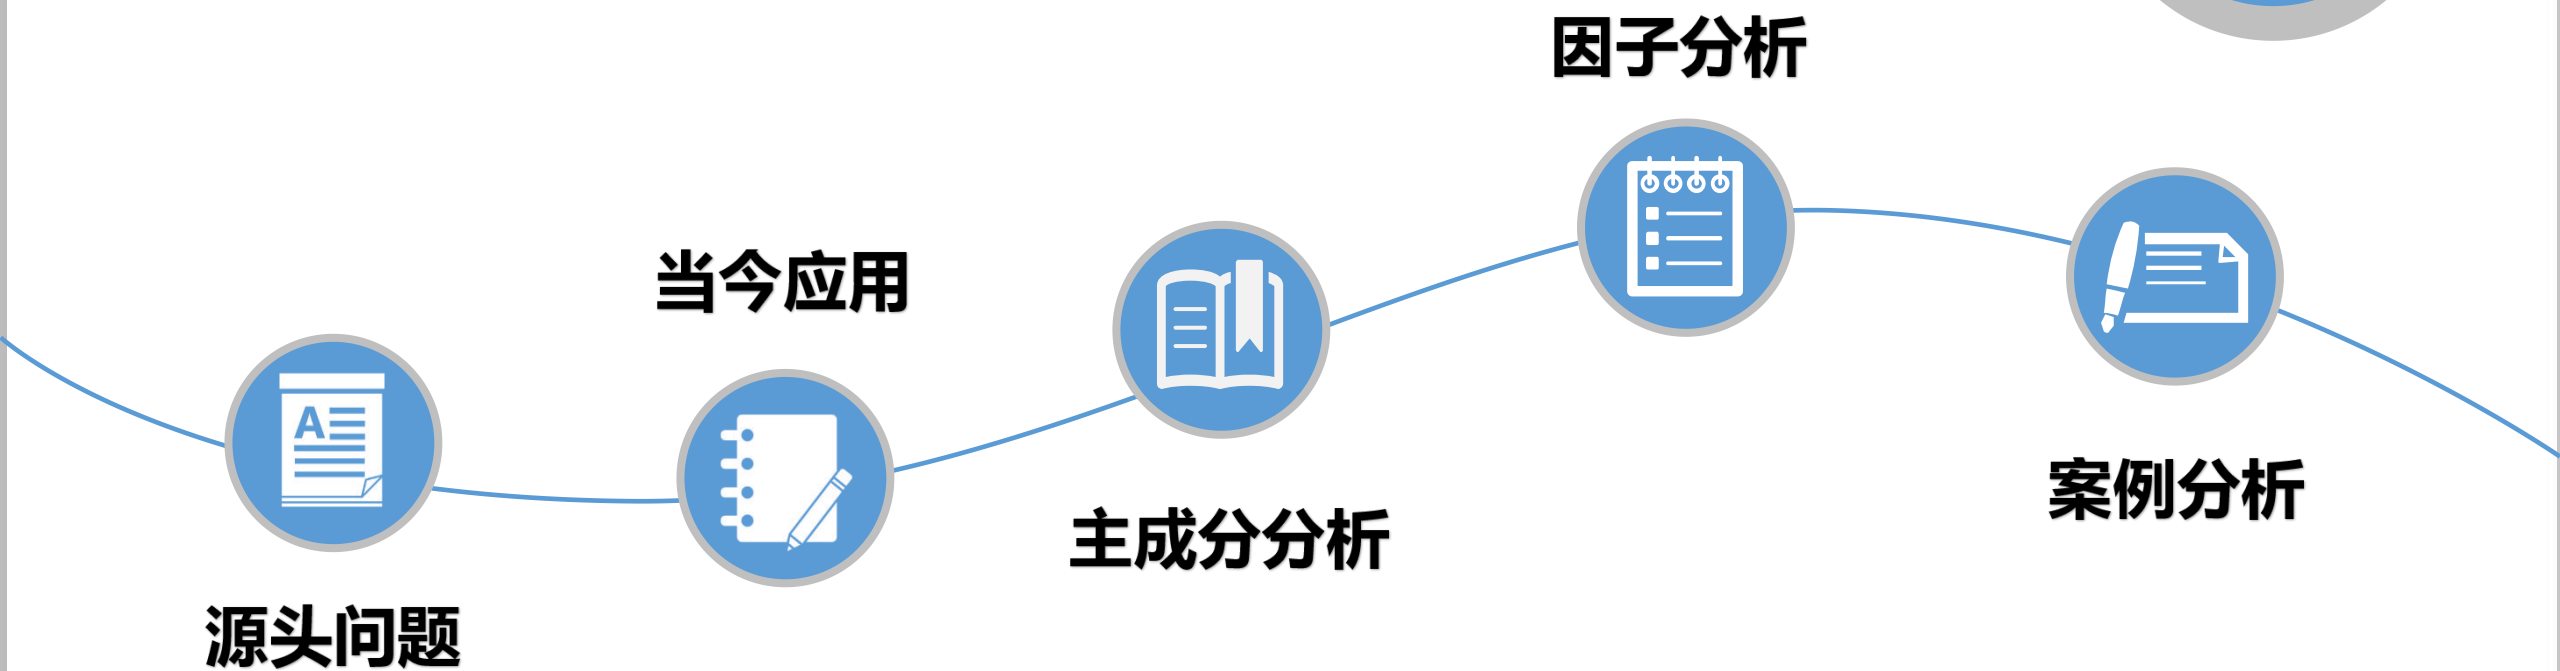 源头问题
当今应用
主成分分析
因子分析
案例分析